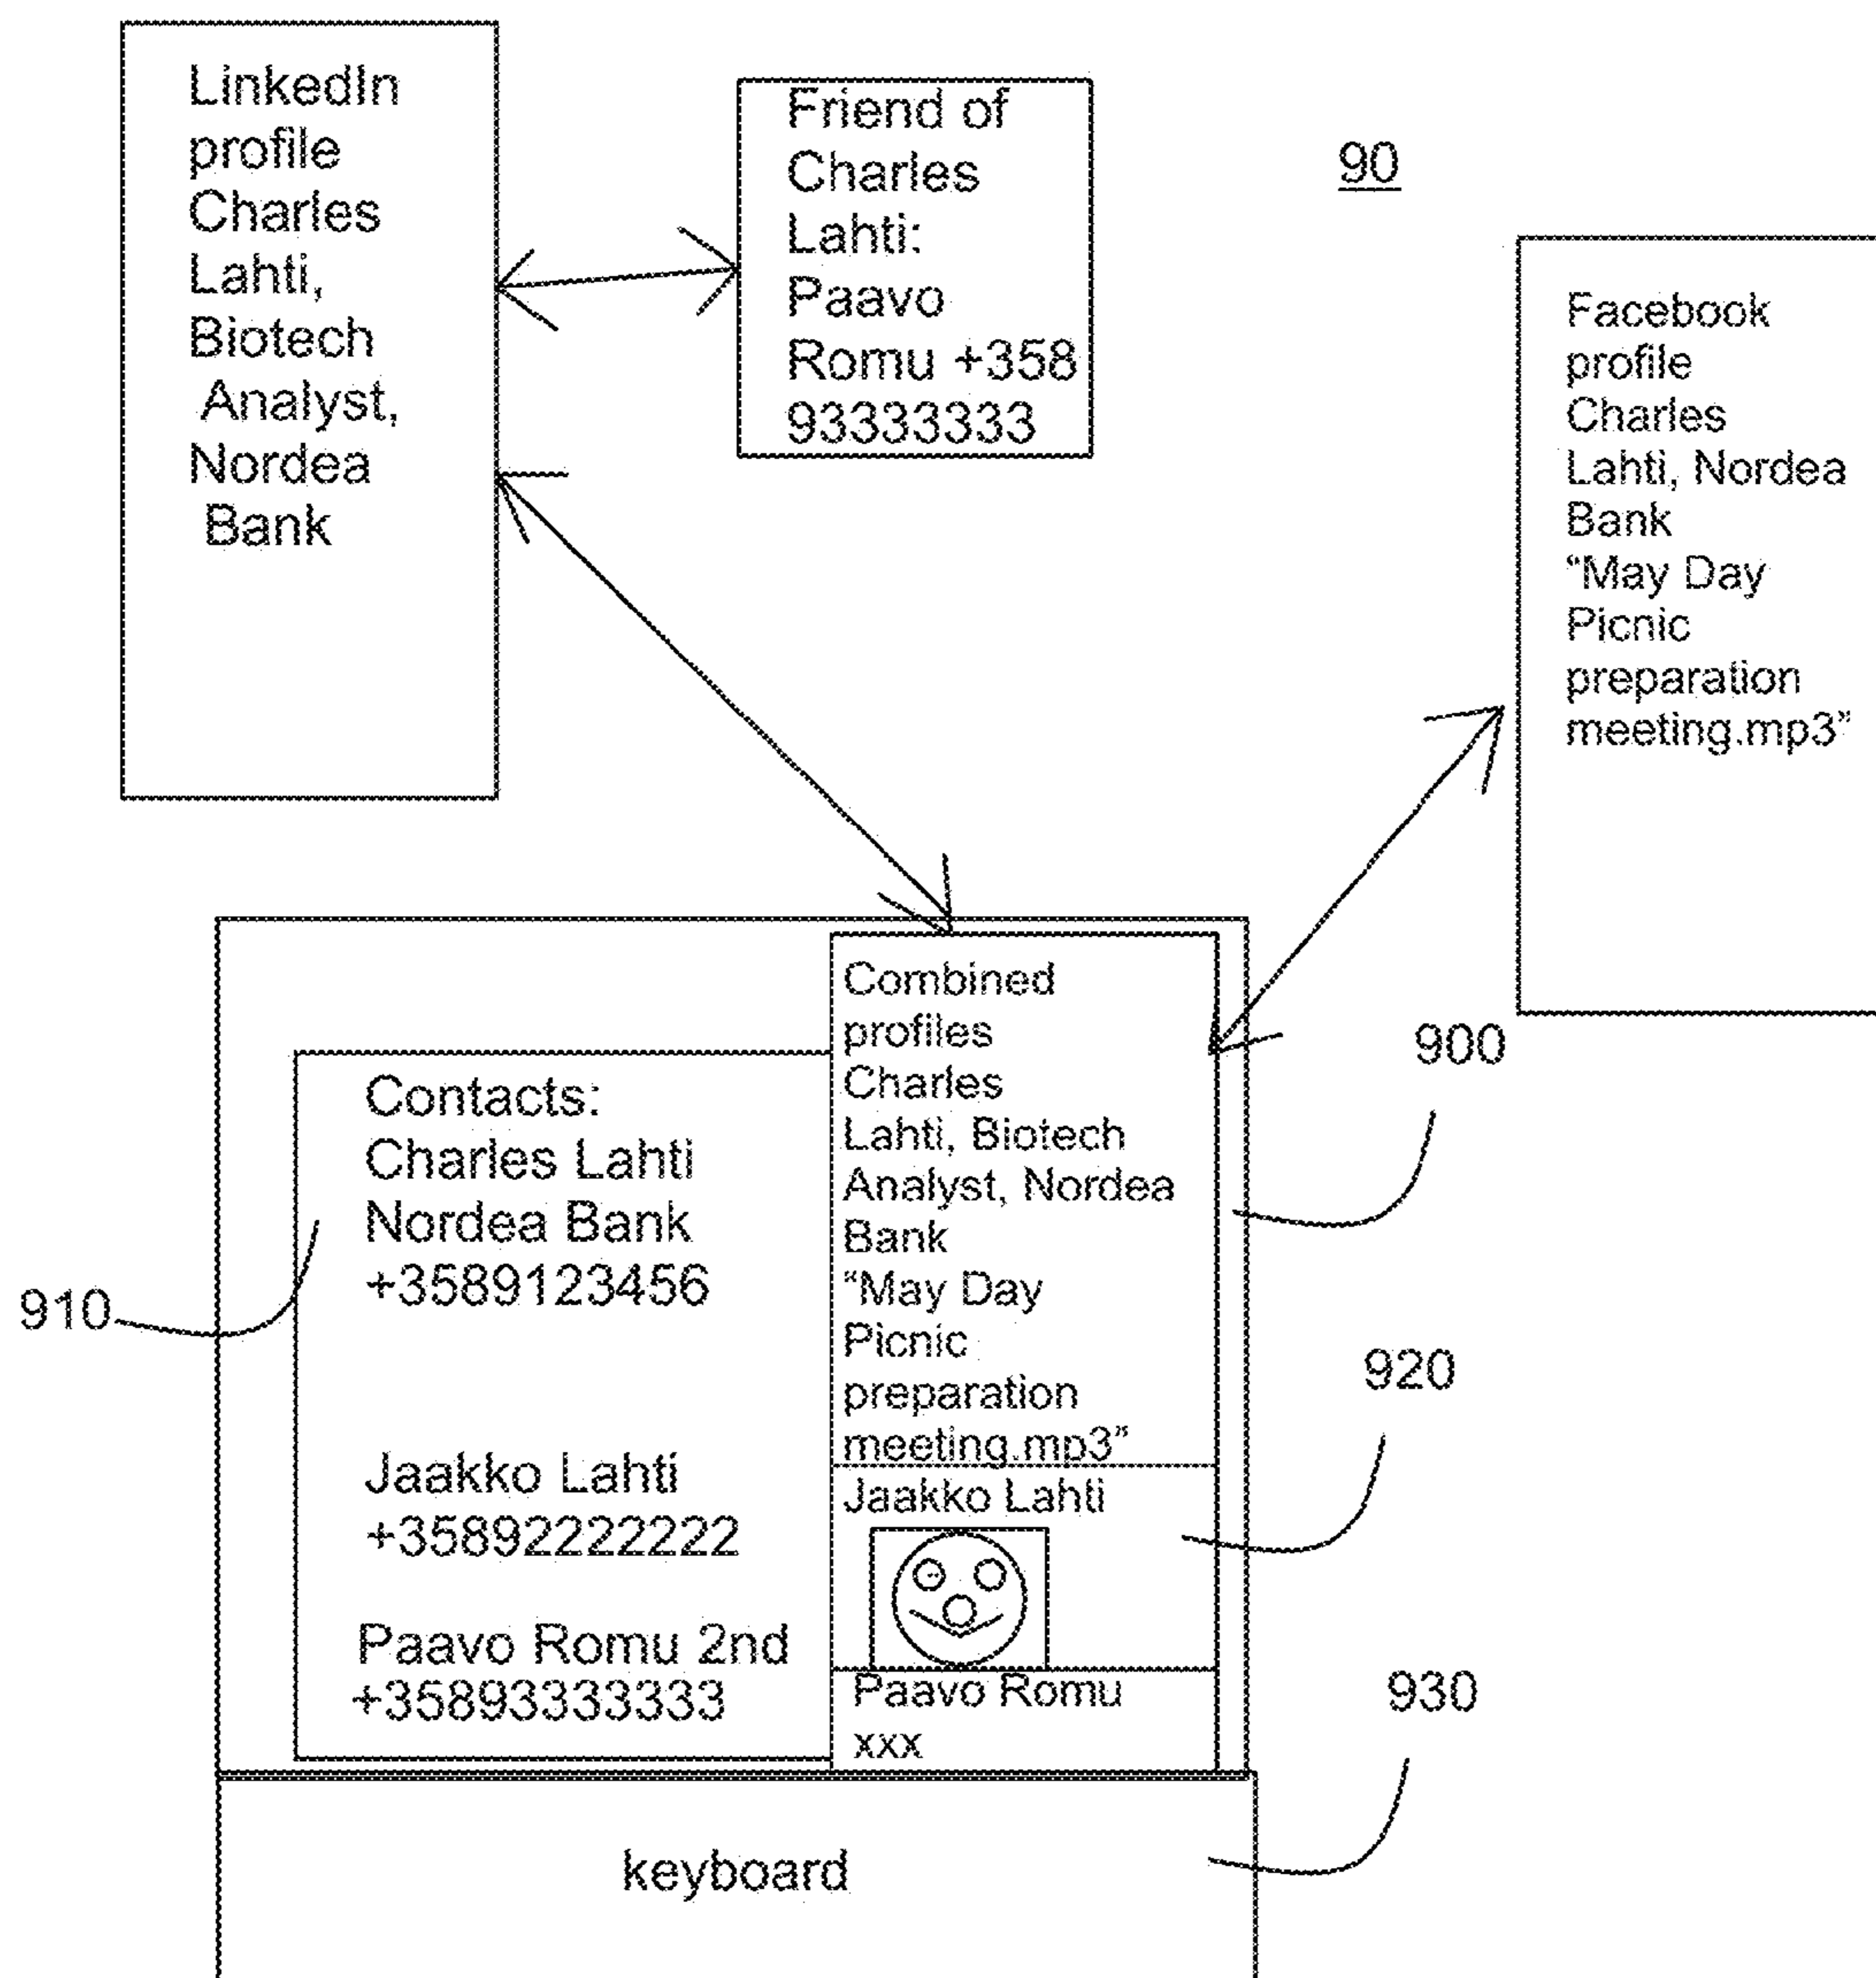 LinkedIn
profile
Charles
Lahti,
Biotech
Analyst,
Nordea
Bank
Friend of
Charles
Lahti:
Paavo
Romu +358
93333333
90
Facebook
profile
Charles
Lahti, Nordea
Bank
“May Day
Picnic
preparation
meeting.mp3”
Contacts:
Charles Lahti
Nordea Bank
+3589123456
Jaakko Lahti
+35892222222
Paavo Romu 2nd
+35893333333
Combined
profiles
Charles
Lahti, Biotech
Analyst, Nordea
Bank
“May Day
Picnic
preparation
meeting.mp3”
Jaakko Lahti
Paavo Romu
xxx
900
910
920
930
keyboard